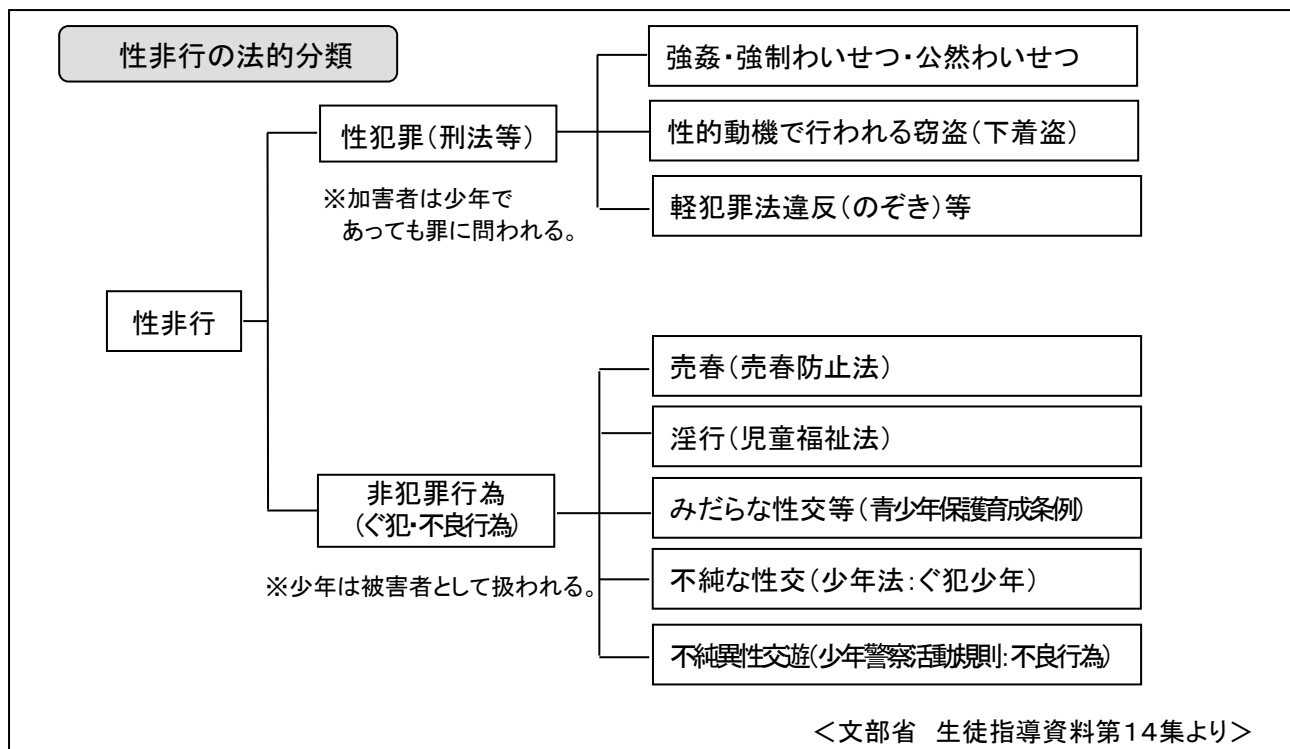 性非行の法的分類
強姦・強制わいせつ・公然わいせつ
性犯罪(刑法等)
性的動機で行われる窃盗(下着盗)
※加害者は少年で
あっても罪に問われる。
軽犯罪法違反(のぞき)等
性非行
売春(売春防止法)
淫行(児童福祉法)
非犯罪行為
(ぐ犯・不良行為)
みだらな性交等(青少年保護育成条例)
※少年は被害者として扱われる。
不純な性交(少年法:ぐ犯少年)
不純異性交遊(少年警察活動規則:不良行為)
<文部省 生徒指導資料第14集より>